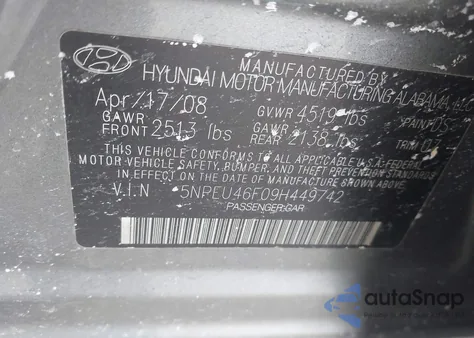 MANUFACTURED BY
HYUNDAI MOTOR MANUFACTURING ALABAMA,
Apr/17/08 GVWR 4519 lbs PAINT
GAWR FRONT 2513 lbs GAWR REAR 2138 lbs TRIM
THIS VEHICLE CONFORMS TO ALL APPLICABLE U.S. FEDERAL
MOTOR VEHICLE SAFETY, BUMPER, AND THEFT PREVENTION
STANDARDS IN EFFECT ON THE DATE OF MANUFACTURE
V.I.N 5NPEU46F09H449742
PASSENGER CAR
autoSnap